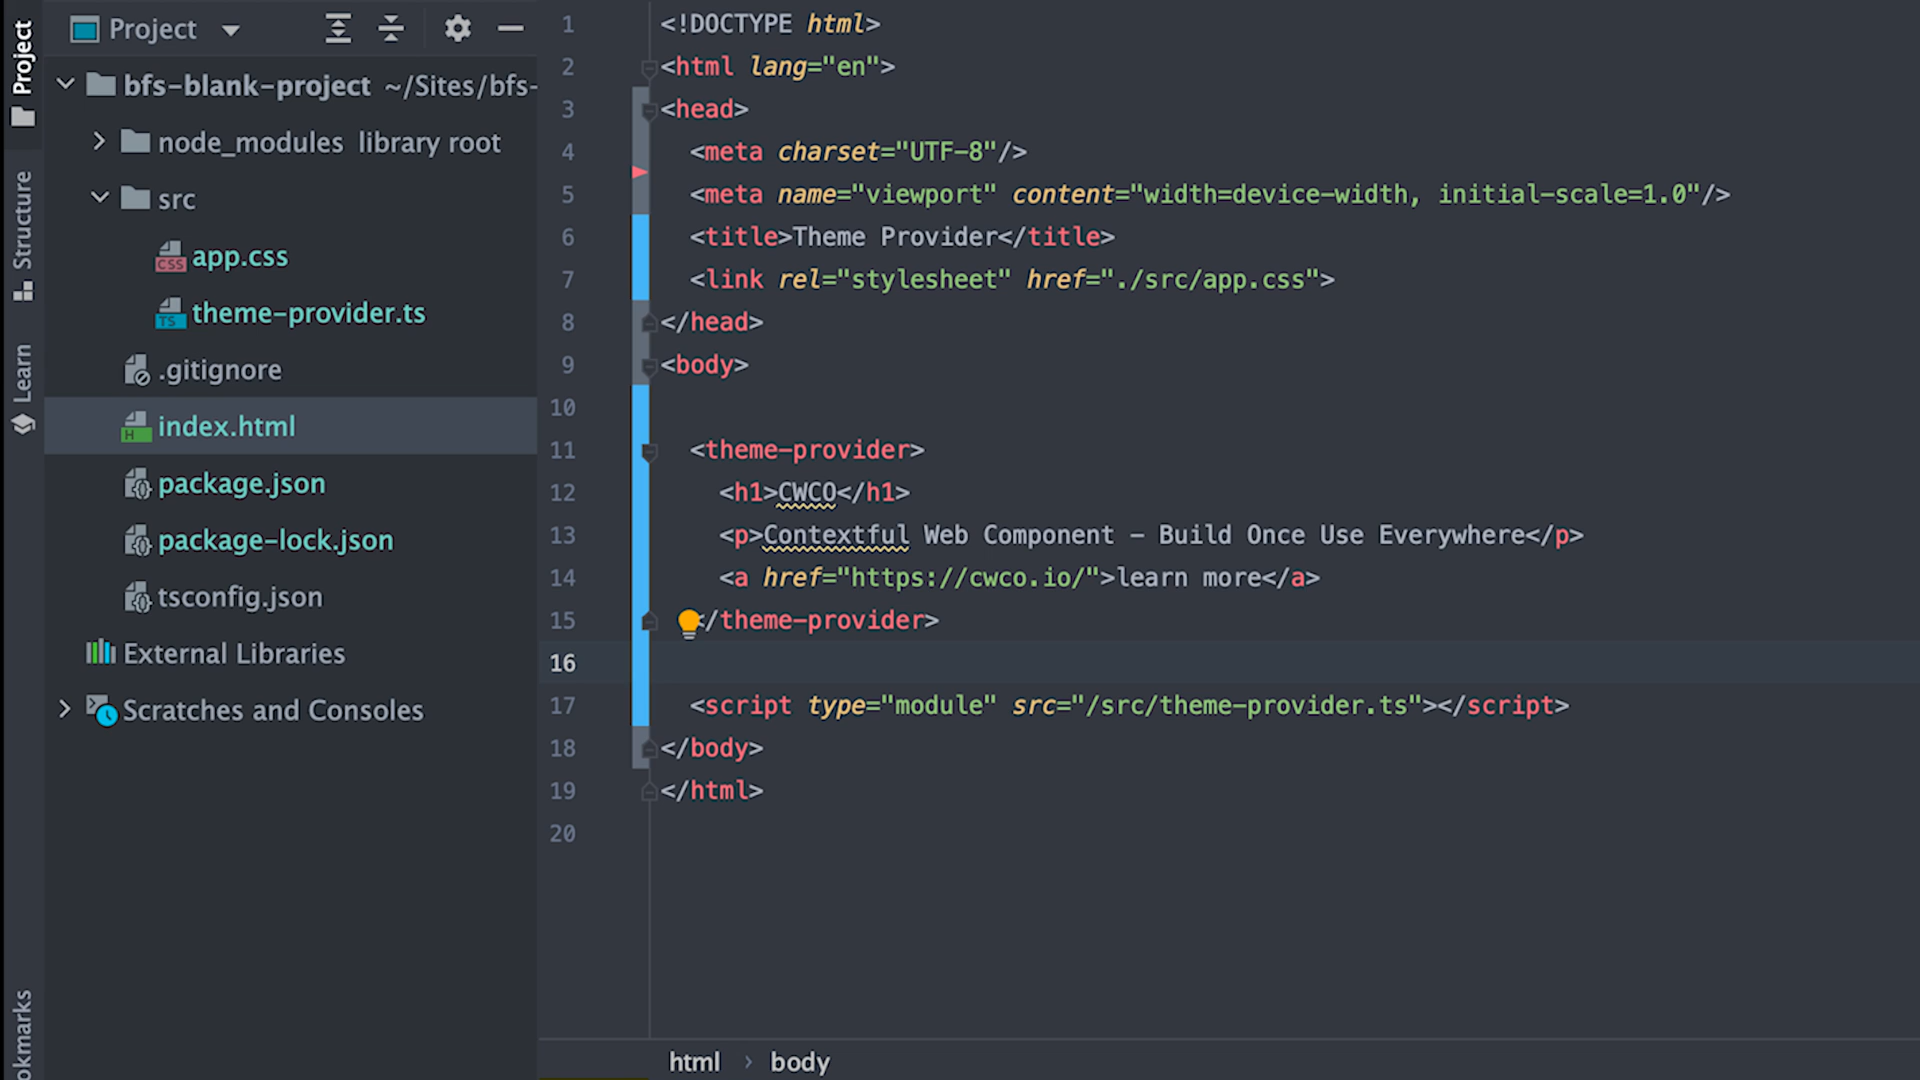 Project
Structure
Learn
okmarks
Project
bfs-blank-project ~/Sites/bfs-
node_modules library root
src
CSS app.css
TS theme-provider.ts
.gitignore
H index.html
package.json
package-lock.json
tsconfig.json
External Libraries
Scratches and Consoles
1 <!DOCTYPE html>
2 <html lang="en">
3 <head>
4 <meta charset="UTF-8"/>
5 <meta name="viewport" content="width=device-width, initial-scale=1.0"/>
6 <title>Theme Provider</title>
7 <link rel="stylesheet" href="./src/app.css">
8 </head>
9 <body>
10
11 <theme-provider>
12 <h1>CWCO</h1>
13 <p>Contextful Web Component - Build Once Use Everywhere</p>
14 <a href="https://cwco.io/">learn more</a>
15 </theme-provider>
16
17 <script type="module" src="/src/theme-provider.ts"></script>
18 </body>
19 </html>
20
html › body